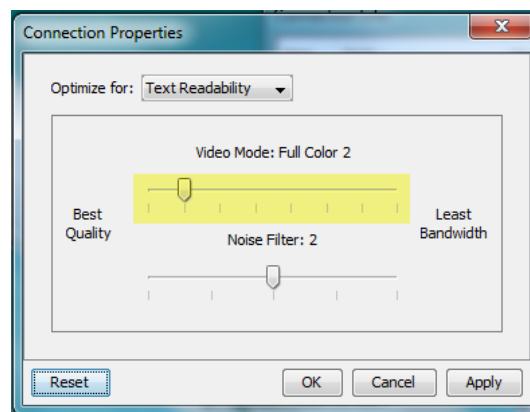 Connection Properties
Optimize for: Text Readability
Video Mode: Full Color 2
Best
Quality
Least
Bandwidth
Noise Filter: 2
Reset OK Cancel Apply